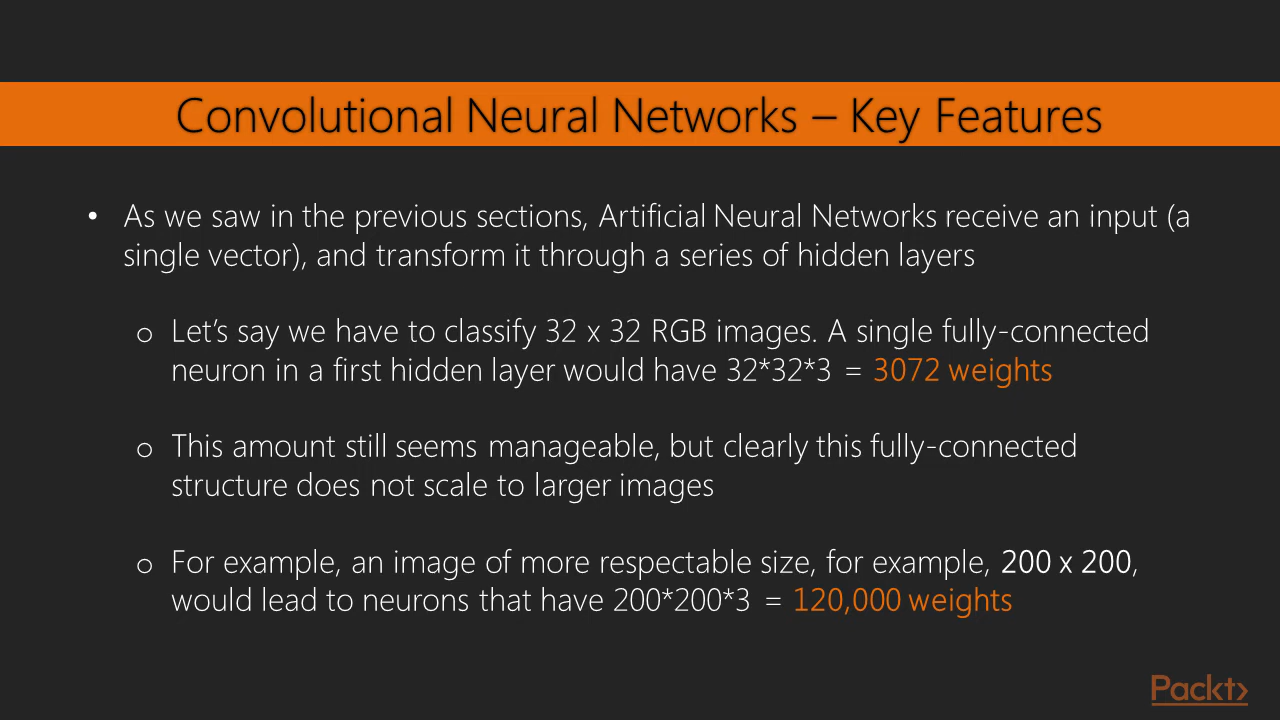 Convolutional Neural Networks – Key Features
• As we saw in the previous sections, Artificial Neural Networks receive an input (a
single vector), and transform it through a series of hidden layers
o Let's say we have to classify 32 x 32 RGB images. A single fully-connected
neuron in a first hidden layer would have 32*32*3 = 3072 weights
o This amount still seems manageable, but clearly this fully-connected
structure does not scale to larger images
o For example, an image of more respectable size, for example, 200 x 200,
would lead to neurons that have 200*200*3 = 120,000 weights
Packt>